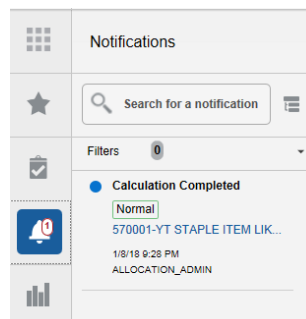 Notifications
Search for a notification
Filters 0
Calculation Completed
Normal
570001-YT STAPLE ITEM LIK...
1/8/18 9:28 PM
ALLOCATION_ADMIN
1